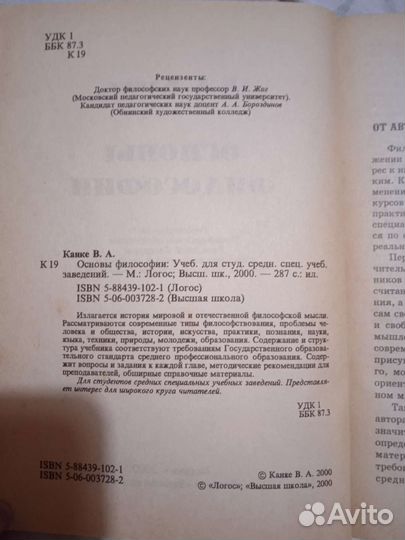 УДК 1
ББК 87.3
К 19
Рецензенты:
Доктор философских наук профессор В. И. Жог
(Московский педагогический государственный университет).
Кандидат педагогических наук доцент А. А. Бороздинов
(Обнинский художественный колледж)
Канке В. А.
К 19 Основы философии: Учеб. для студ. средн. спец. учеб.
заведений. — М.: Логос; Высш. шк., 2000. — 287 с.: ил.
ISBN 5-88439-102-1 (Логос)
ISBN 5-06-003728-2 (Высшая школа)
Излагается история мировой и отечественной философской мысли.
Рассматриваются современные типы философствования, проблемы чело-
века и общества, истории, искусства, практики, познания, науки,
языка, техники, природы, молодежи, образования. Содержание и струк-
тура учебника соответствуют требованиям Государственного образова-
тельного стандарта среднего профессионального образования. Содер-
жит вопросы и задания к каждой главе, методические рекомендации для
преподавателей, обширные справочные материалы.
Для студентов средних специальных учебных заведений. Представля-
ет интерес для широкого круга читателей.
УДК 1
ББК 87.3
ISBN 5-88439-102-1
ISBN 5-06-003728-2
© Канке В. А. 2000
© «Логос»; «Высшая школа», 2000
ОТ АВТ
Avito